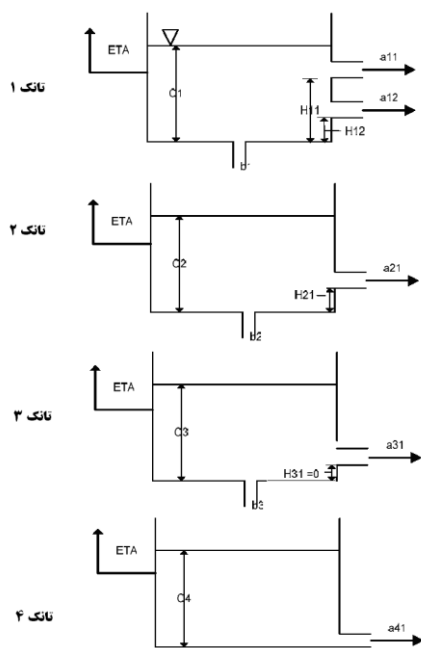 ETA
a11
C1
a12
تانک ۱
H11
H12
b1
ETA
تانک ۲
C2
a21
H21
b2
ETA
تانک ۳
C3
a31
H31 =0
b3
ETA
C4
تانک ۴
a41